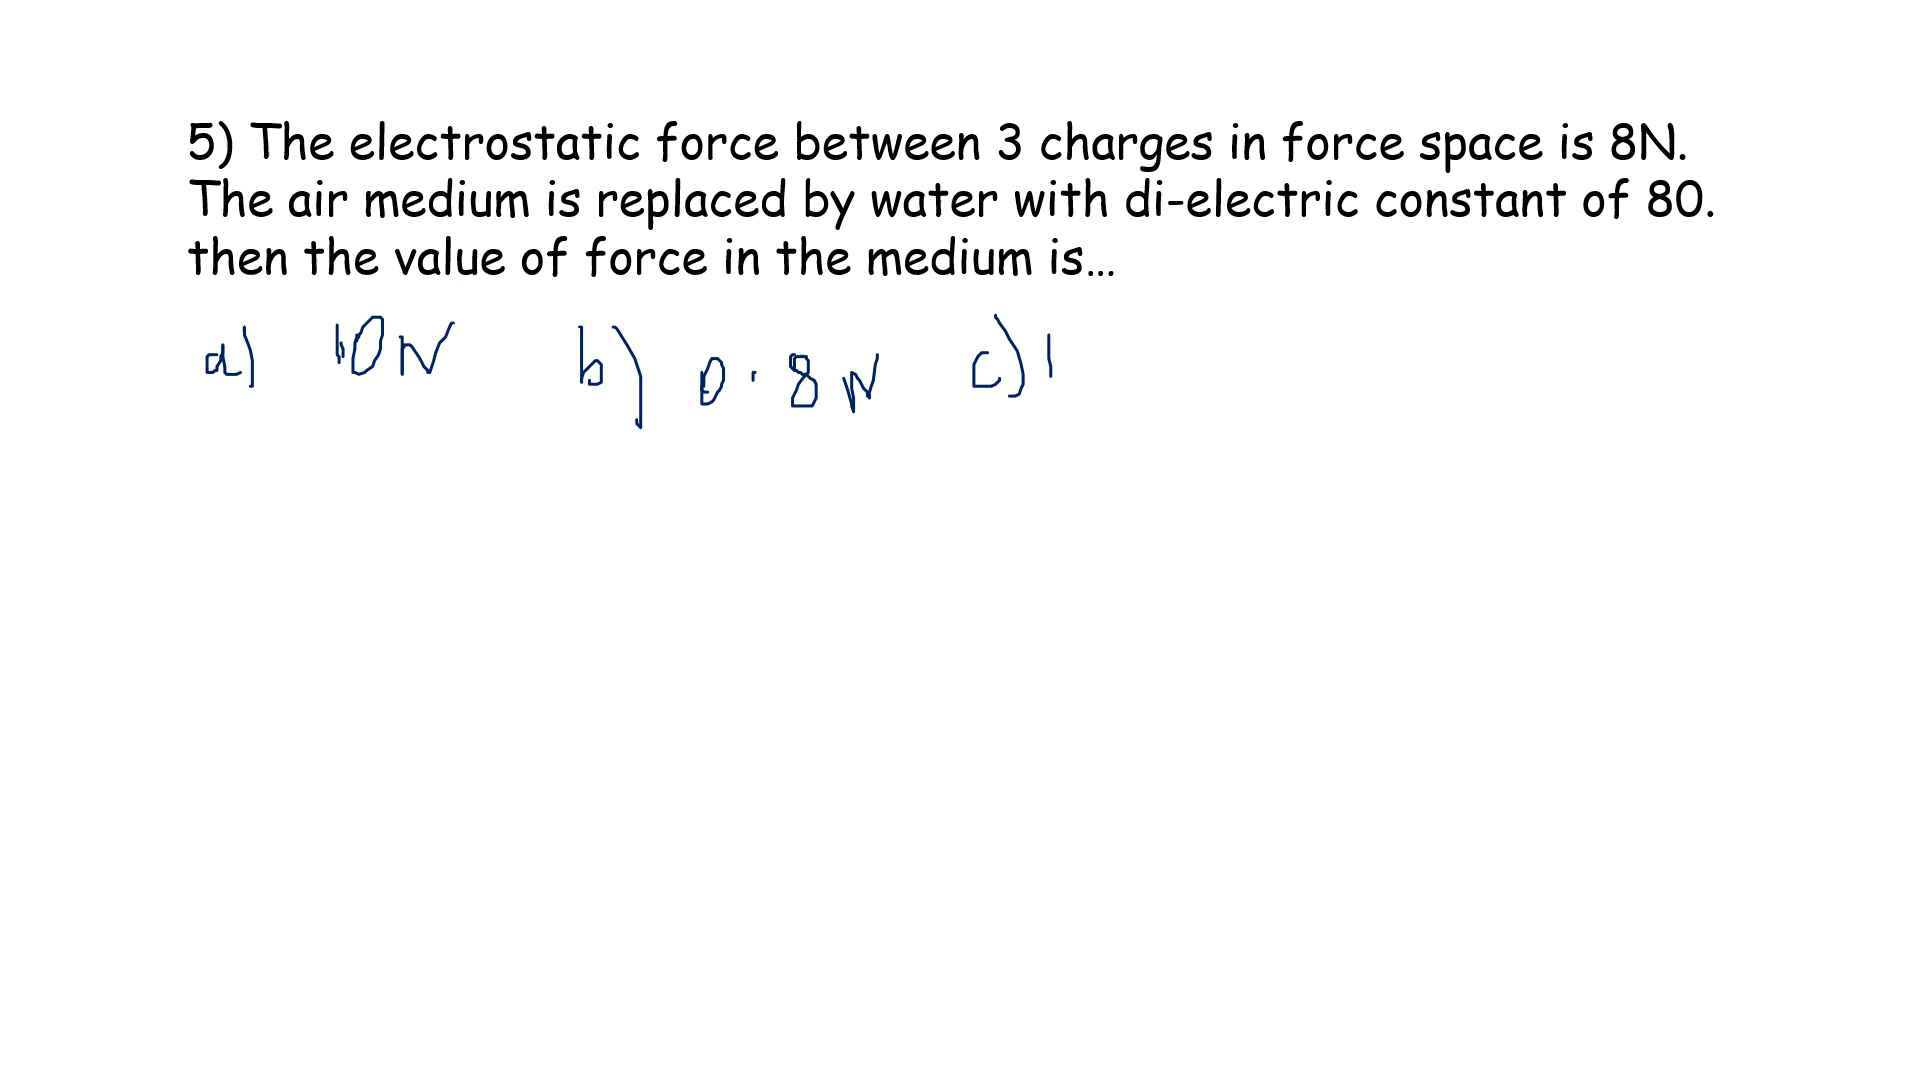 5) The electrostatic force between 3 charges in force space is 8N.
The air medium is replaced by water with di-electric constant of 80.
then the value of force in the medium is...
a) 10N b) 0.8N c) 1